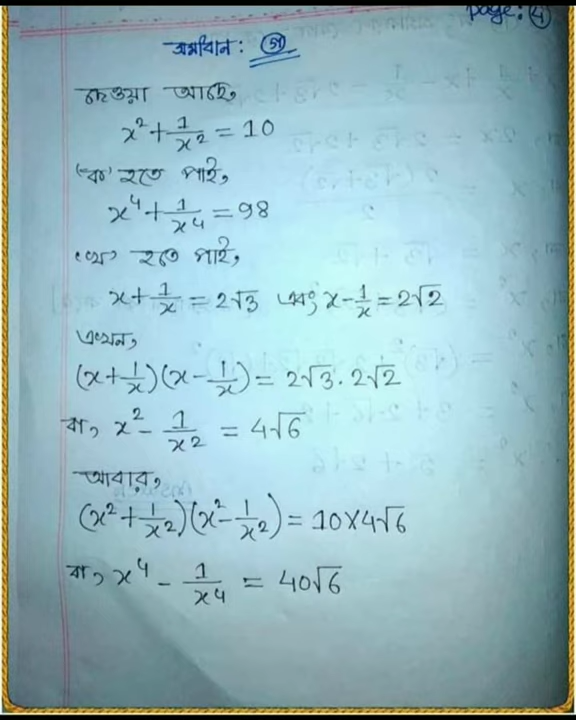 page: 4
সমাধান: গ
দেওয়া আছে,
x² + 1/x² = 10
'ক' হতে পাই,
x⁴ + 1/x⁴ = 98
'খ' হতে পাই,
x + 1/x = 2√3 এবং x - 1/x = 2√2
এখন,
(x + 1/x)(x - 1/x) = 2√3 . 2√2
বা, x² - 1/x² = 4√6
আবার,
(x² + 1/x²)(x² - 1/x²) = 10×4√6
বা, x⁴ - 1/x⁴ = 40√6